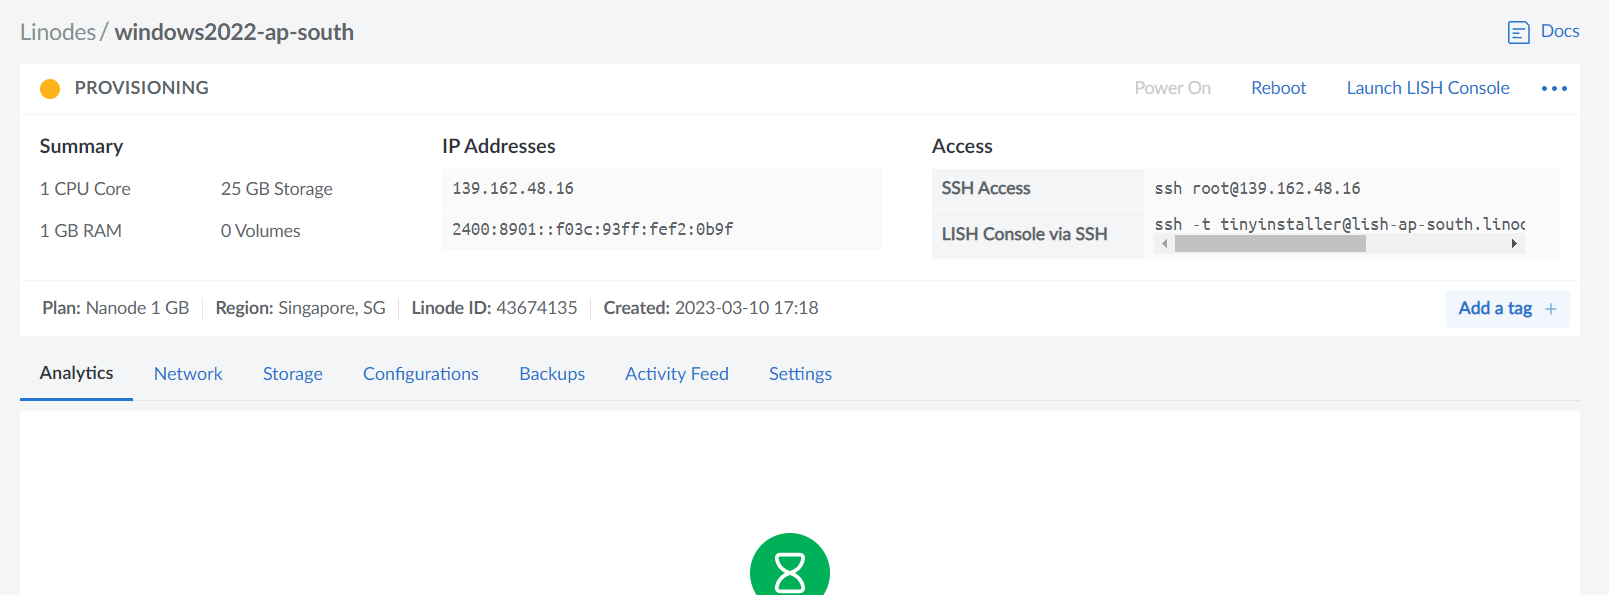 Linodes / windows2022-ap-south
Docs
PROVISIONING
Power On
Reboot
Launch LISH Console
Summary
1 CPU Core
25 GB Storage
1 GB RAM
0 Volumes
IP Addresses
139.162.48.16
2400:8901::f03c:93ff:fef2:0b9f
Access
SSH Access
ssh root@139.162.48.16
LISH Console via SSH
ssh -t tinyinstaller@lish-ap-south.linod
Plan: Nanode 1 GB
Region: Singapore, SG
Linode ID: 43674135
Created: 2023-03-10 17:18
Add a tag +
Analytics
Network
Storage
Configurations
Backups
Activity Feed
Settings